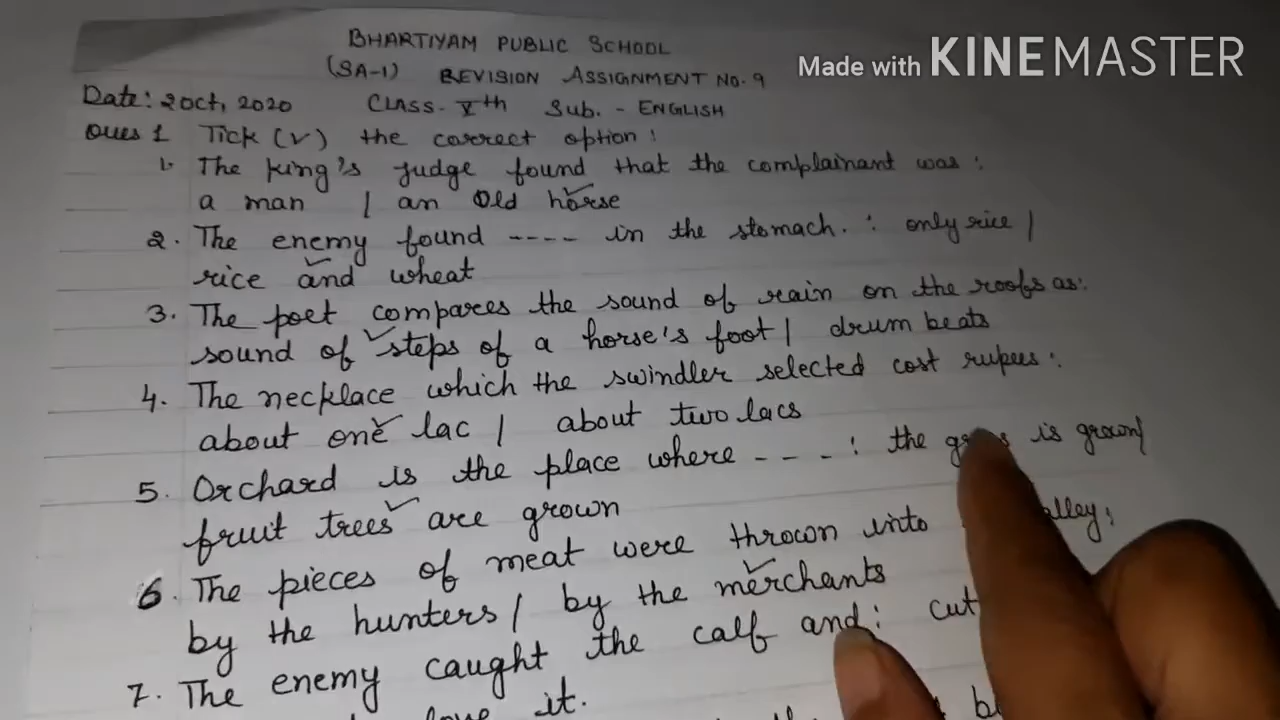 Made with KINEMASTER
BHARTIYAM PUBLIC SCHOOL
(SA-1) REVISION ASSIGNMENT NO. 9
Date: 2 Oct, 2020 CLASS- Vth Sub. - ENGLISH
Ques 1 Tick (✓) the correct option:
1. The king's judge found that the complainant was:
a man / an old horse ✓
2. The enemy found ---- in the stomach. : only rice /
rice and wheat ✓
3. The poet compares the sound of rain on the roofs as:
sound of steps of a horse's foot / drum beats
4. The necklace which the swindler selected cost rupees:
about one lac / about two lacs
5. Orchard is the place where - - - - : the is grown/
fruit trees are grown
6. The pieces of meat were thrown into
by the hunters / by the merchants
7. The enemy caught the calf and: cut
it.